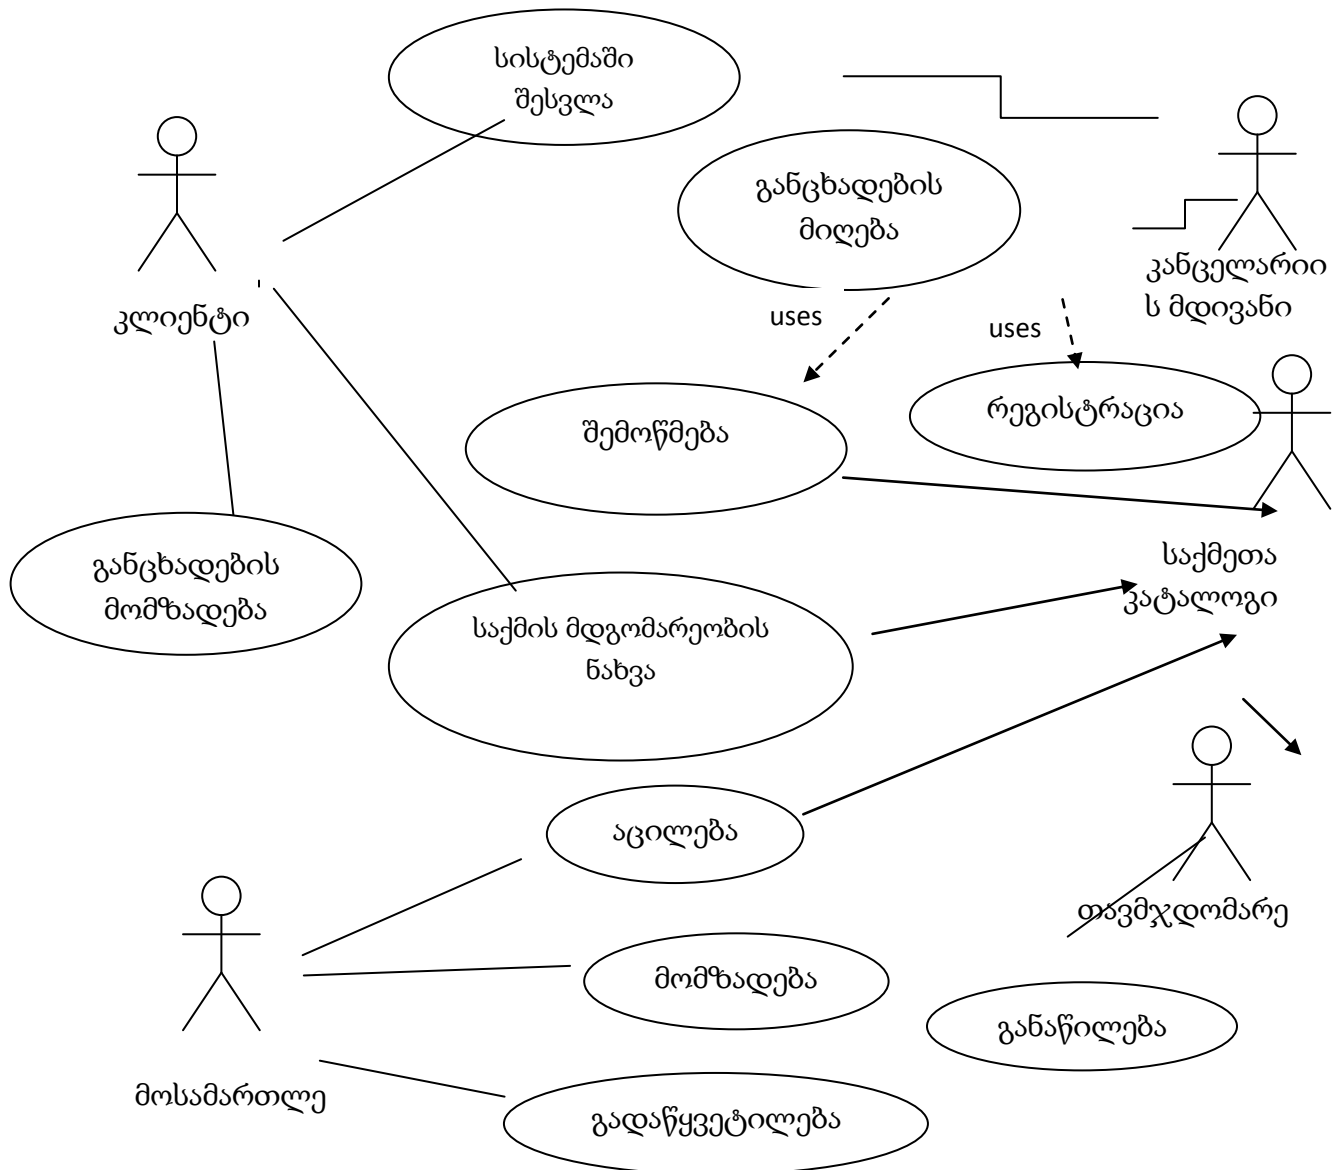 სისტემაში
შესვლა
განცხადების
მიღება
კანცელარიი
ს მდივანი
კლიენტი
uses
uses
რეგისტრაცია
შემოწმება
განცხადების
მომზადება
საქმეთა
კატალოგი
საქმის მდგომარეობის
ნახვა
აცილება
თავმჯდომარე
მომზადება
განაწილება
მოსამართლე
გადაწყვეტილება